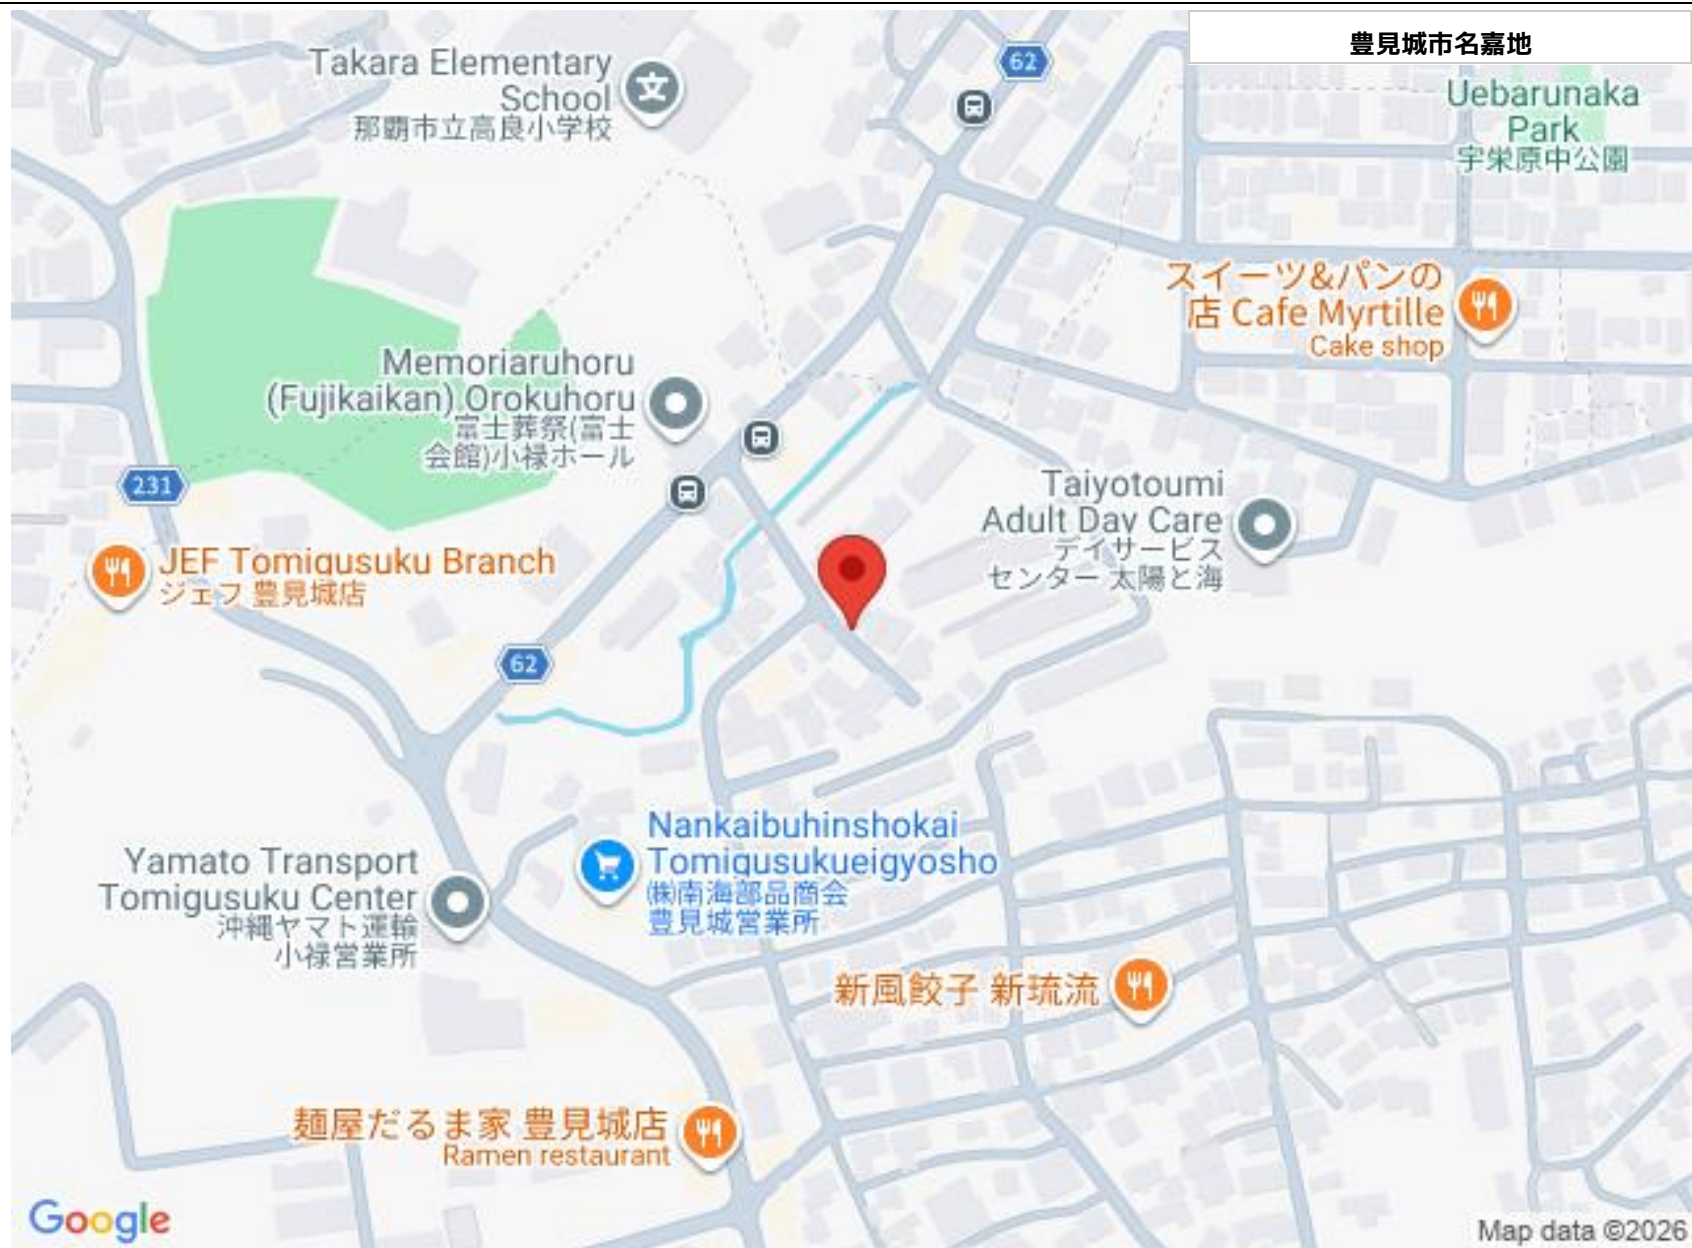 豊見城市名嘉地
Takara Elementary
School
那覇市立高良小学校
62
Uebarunaka
Park
宇栄原中公園
スイーツ&パンの
店 Cafe Myrtille
Cake shop
Memoriaruhoru
(Fujikaikan) Orokuhoru
富士葬祭(富士
会館)小禄ホール
231
Taiyotoumi
Adult Day Care
デイサービス
センター 太陽と海
JEF Tomigusuku Branch
ジェフ 豊見城店
62
Nankaibuhinshokai
Tomigusukueigyosho
㈱南海部品商会
豊見城営業所
Yamato Transport
Tomigusuku Center
沖縄ヤマト運輸
小禄営業所
新風餃子 新琉流
麺屋だるま家 豊見城店
Ramen restaurant
Google
Map data ©2026